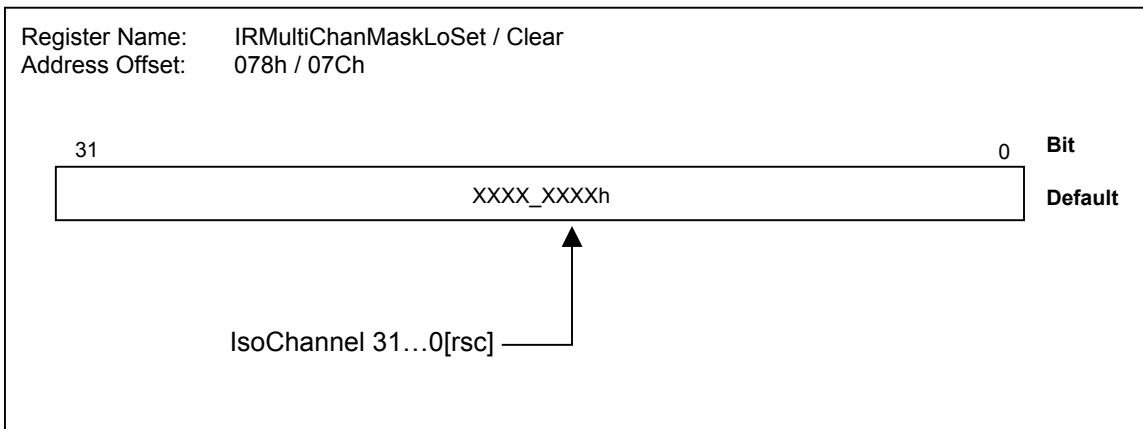 Register Name: IRMultiChanMaskLoSet / Clear
Address Offset: 078h / 07Ch
31 0 Bit
XXXX_XXXXh Default
IsoChannel 31…0[rsc]